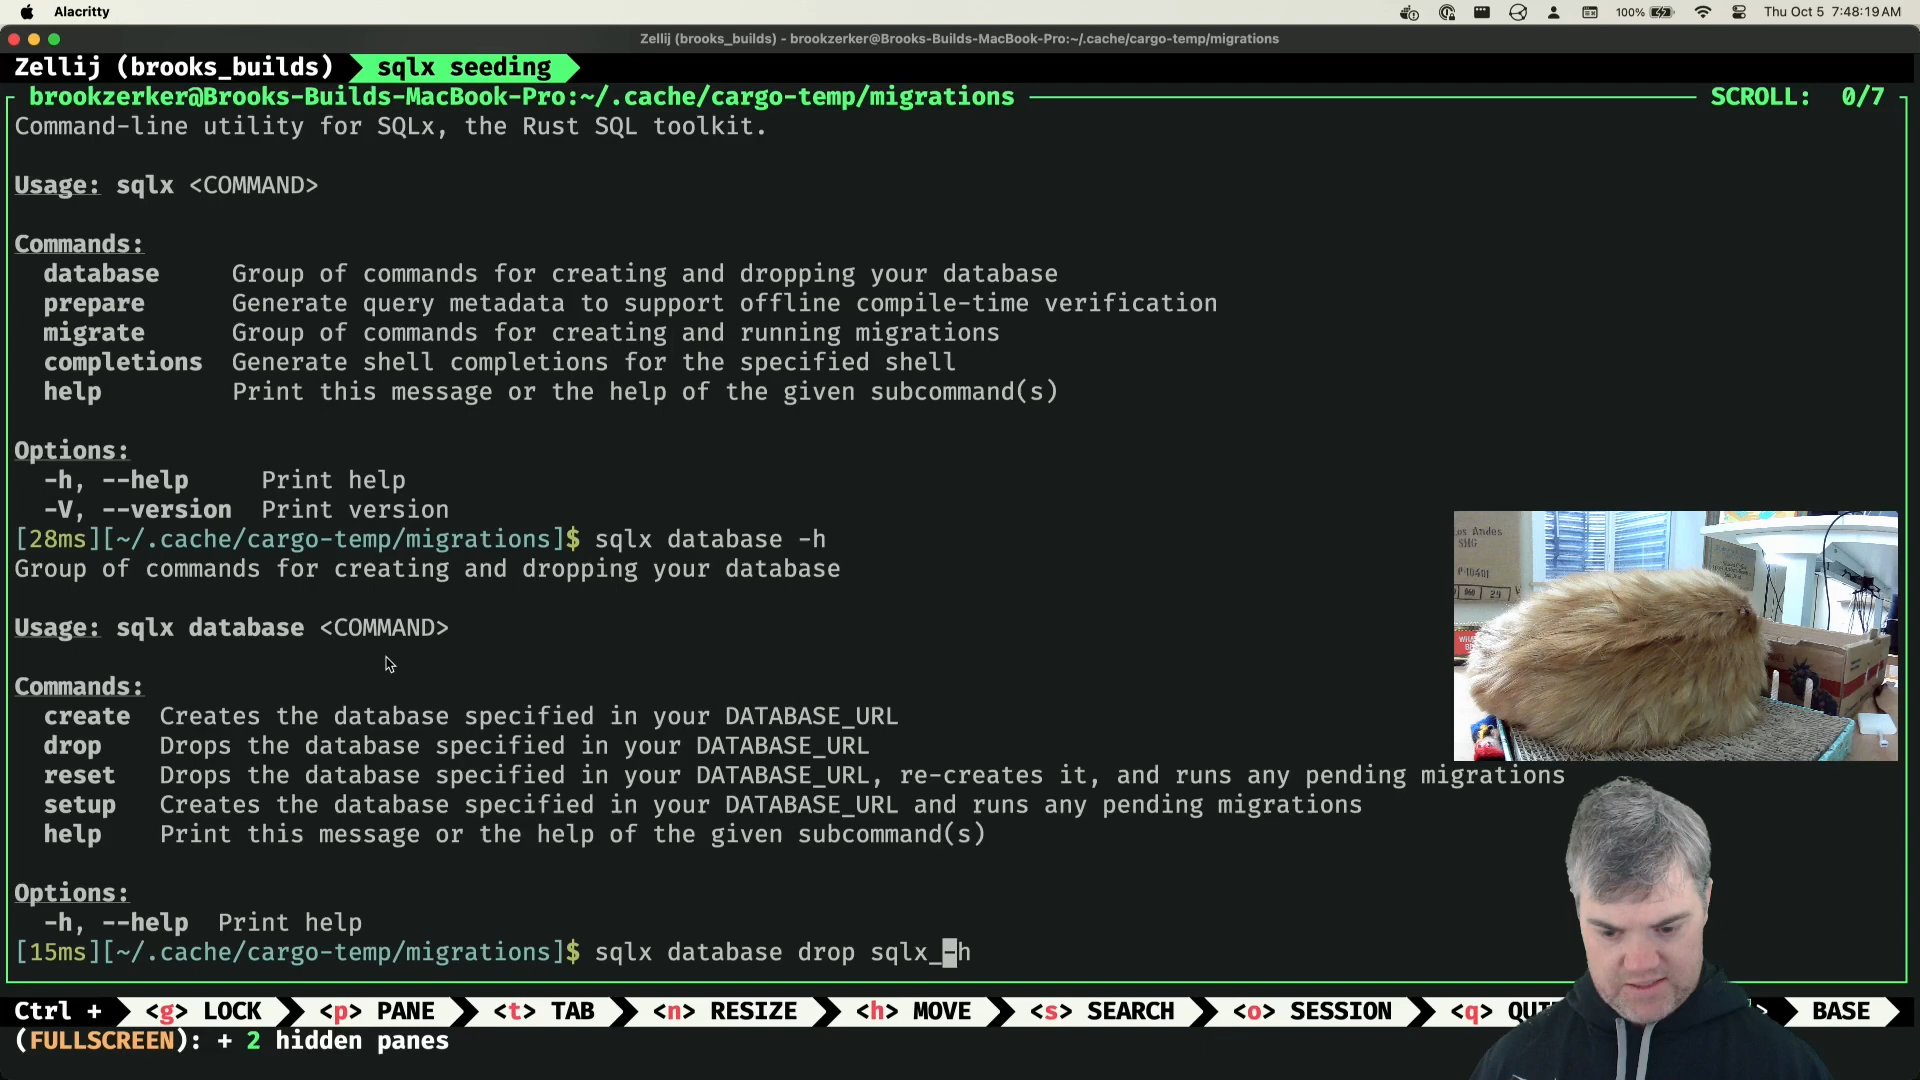 Alacritty
100%
Thu Oct 5 7:48:19 AM
Zellij (brooks_builds) - brookzerker@Brooks-Builds-MacBook-Pro:~/.cache/cargo-temp/migrations
Zellij (brooks_builds) sqlx seeding
brookzerker@Brooks-Builds-MacBook-Pro:~/.cache/cargo-temp/migrations SCROLL: 0/7
Command-line utility for SQLx, the Rust SQL toolkit.
Usage: sqlx <COMMAND>
Commands:
database Group of commands for creating and dropping your database
prepare Generate query metadata to support offline compile-time verification
migrate Group of commands for creating and running migrations
completions Generate shell completions for the specified shell
help Print this message or the help of the given subcommand(s)
Options:
-h, --help Print help
-V, --version Print version
[28ms][~/.cache/cargo-temp/migrations]$ sqlx database -h
Group of commands for creating and dropping your database
Usage: sqlx database <COMMAND>
Commands:
create Creates the database specified in your DATABASE_URL
drop Drops the database specified in your DATABASE_URL
reset Drops the database specified in your DATABASE_URL, re-creates it, and runs any pending migrations
setup Creates the database specified in your DATABASE_URL and runs any pending migrations
help Print this message or the help of the given subcommand(s)
Options:
-h, --help Print help
[15ms][~/.cache/cargo-temp/migrations]$ sqlx database drop sqlx_-h
Los Andes
SHG
P-10401
Ctrl + <g> LOCK <p> PANE <t> TAB <n> RESIZE <h> MOVE <s> SEARCH <o> SESSION <q> BASE
(FULLSCREEN): + 2 hidden panes